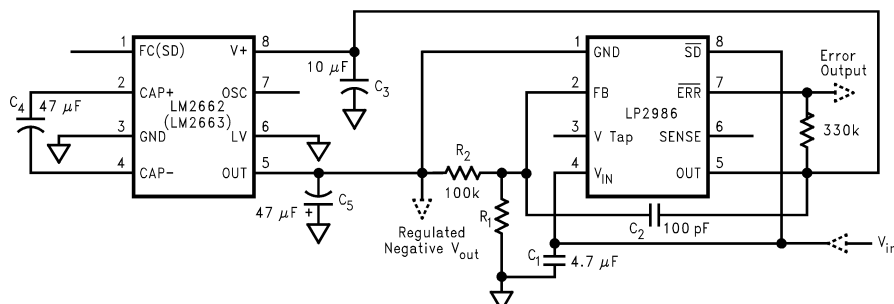 1 FC(SD) V+ 8
2 CAP+ OSC 7
LM2662
(LM2663)
3 GND LV 6
4 CAP- OUT 5
C4 47 μF
10 μF C3
47 μF + C5
R2
100k
R1
Regulated
Negative Vout
1 GND SD 8
2 FB ERR 7
LP2986
3 V Tap SENSE 6
4 VIN OUT 5
Error
Output
330k
C2 100 pF
C1 4.7 μF
Vin